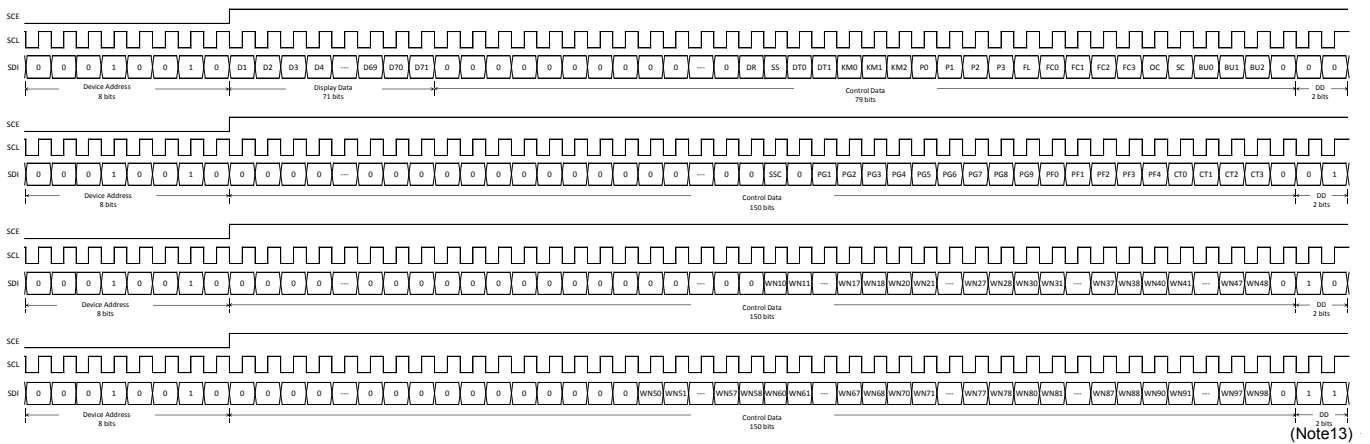 SCE
SCL
SDI 0 0 0 1 0 0 1 0 D1 D2 D3 D4 --- D69 D70 D71 0 0 0 0 0 0 0 0 0 0 --- 0 DR SS DT0 DT1 KM0 KM1 KM2 P0 P1 P2 P3 FL FC0 FC1 FC2 FC3 OC SC BU0 BU1 BU2 0 0 0
Device Address Display Data Control Data DD
8 bits 71 bits 79 bits 2 bits
SCE
SCL
SDI 0 0 0 1 0 0 1 0 0 0 0 0 --- 0 0 0 0 0 0 0 0 0 0 0 0 0 --- 0 0 SSC 0 PG1 PG2 PG3 PG4 PG5 PG6 PG7 PG8 PG9 PF0 PF1 PF2 PF3 PF4 CT0 CT1 CT2 CT3 0 0 1
Device Address Control Data DD
8 bits 150 bits 2 bits
SCE
SCL
SDI 0 0 0 1 0 0 1 0 0 0 0 0 --- 0 0 0 0 0 0 0 0 0 0 0 0 0 --- 0 0 WN10 WN11 --- WN17 WN18 WN20 WN21 --- WN27 WN28 WN30 WN31 --- WN37 WN38 WN40 WN41 --- WN47 WN48 0 1 0
Device Address Control Data DD
8 bits 150 bits 2 bits
SCE
SCL
SDI 0 0 0 1 0 0 1 0 0 0 0 0 --- 0 0 0 0 0 0 0 0 0 0 0 WN50 WN51 --- WN57 WN58 WN60 WN61 --- WN67 WN68 WN70 WN71 --- WN77 WN78 WN80 WN81 --- WN87 WN88 WN90 WN91 --- WN97 WN98 0 1 1
Device Address Control Data DD
8 bits 150 bits 2 bits
(Note13)